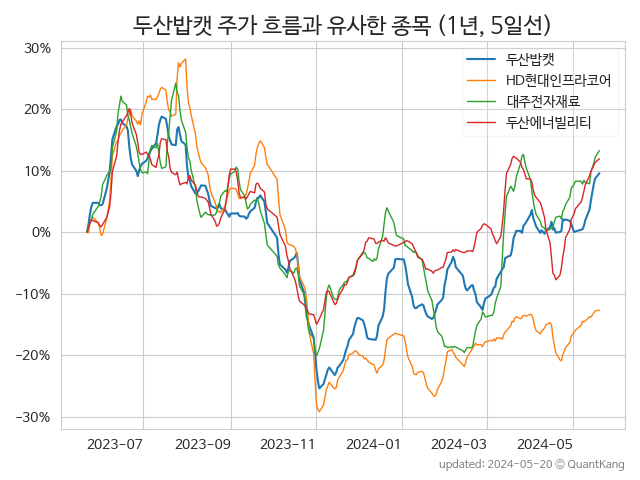 두산밥캣 주가 흐름과 유사한 종목 (1년, 5일선)
두산밥캣
HD현대인프라코어
대주전자재료
두산에너빌리티
30%
20%
10%
0%
−10%
−20%
−30%
2023−07
2023−09
2023−11
2024−01
2024−03
2024−05
updated: 2024-05-20 © QuantKang